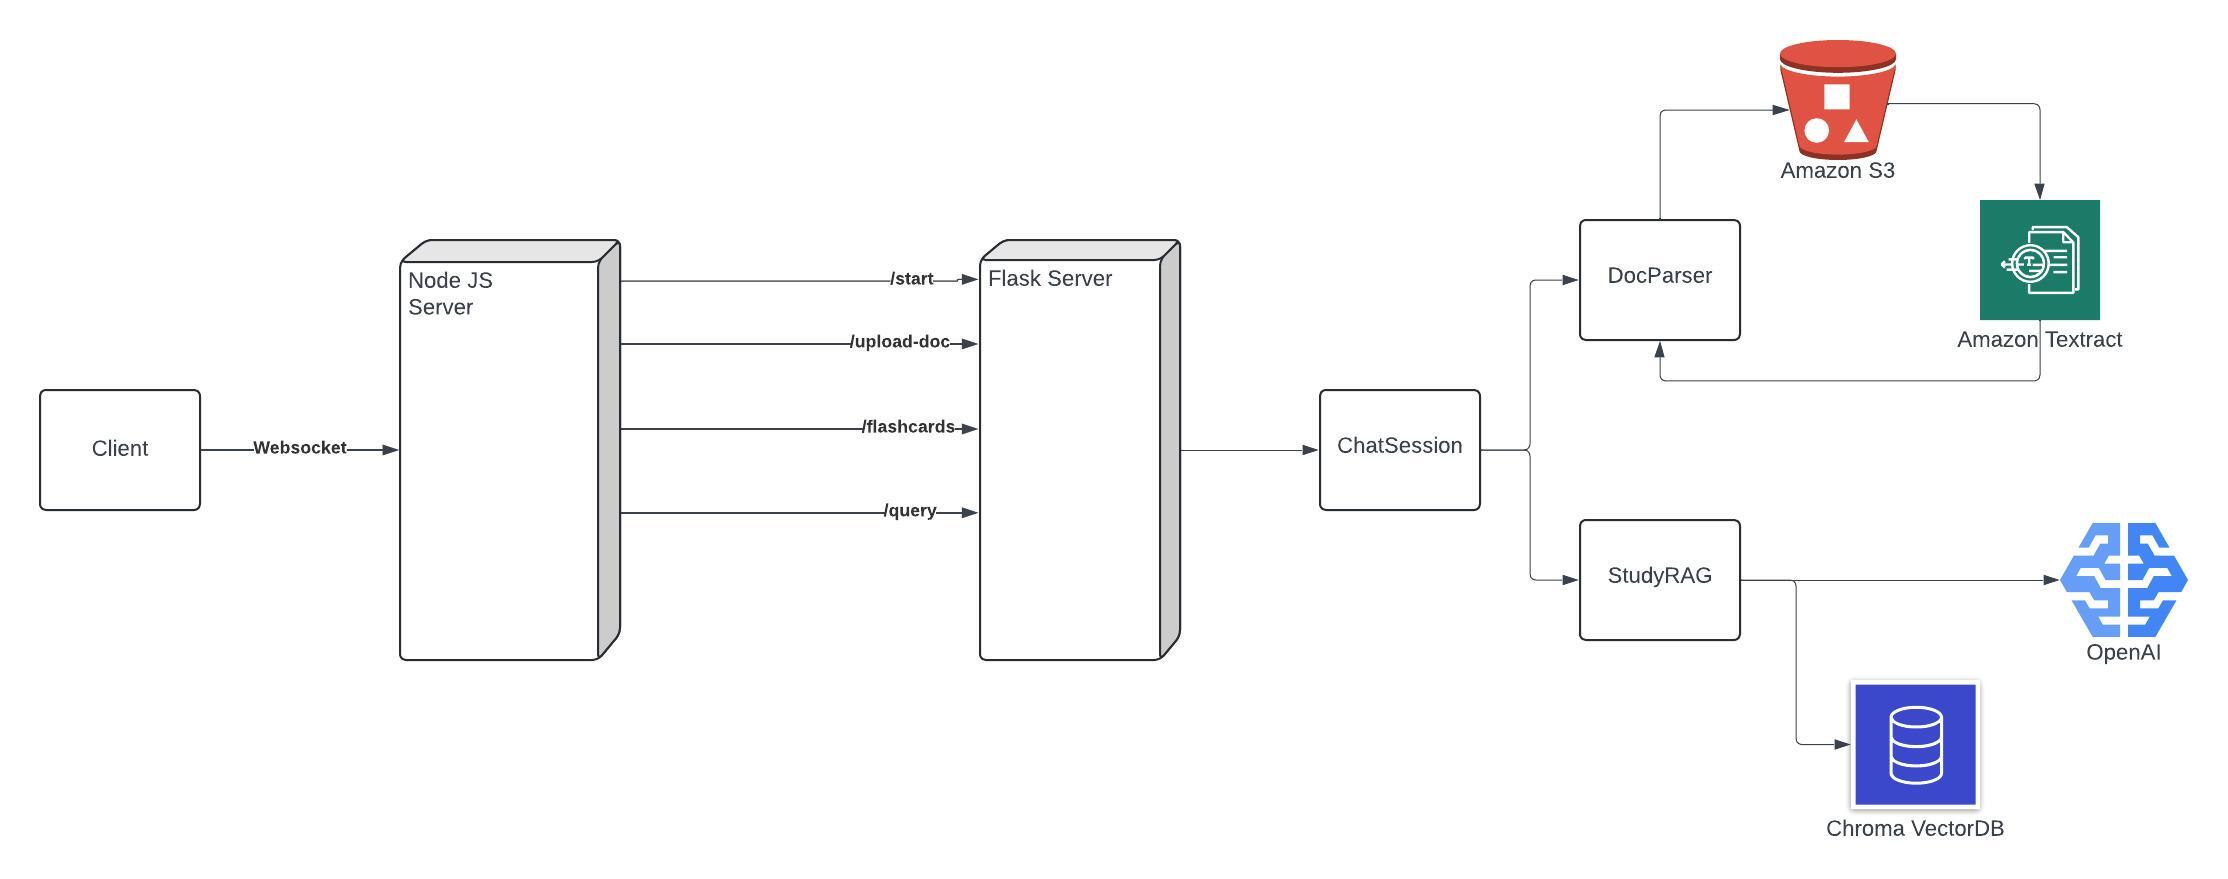 Client
Websocket
Node JS
Server
/start
/upload-doc
/flashcards
/query
Flask Server
ChatSession
DocParser
Amazon S3
Amazon Textract
StudyRAG
OpenAI
Chroma VectorDB